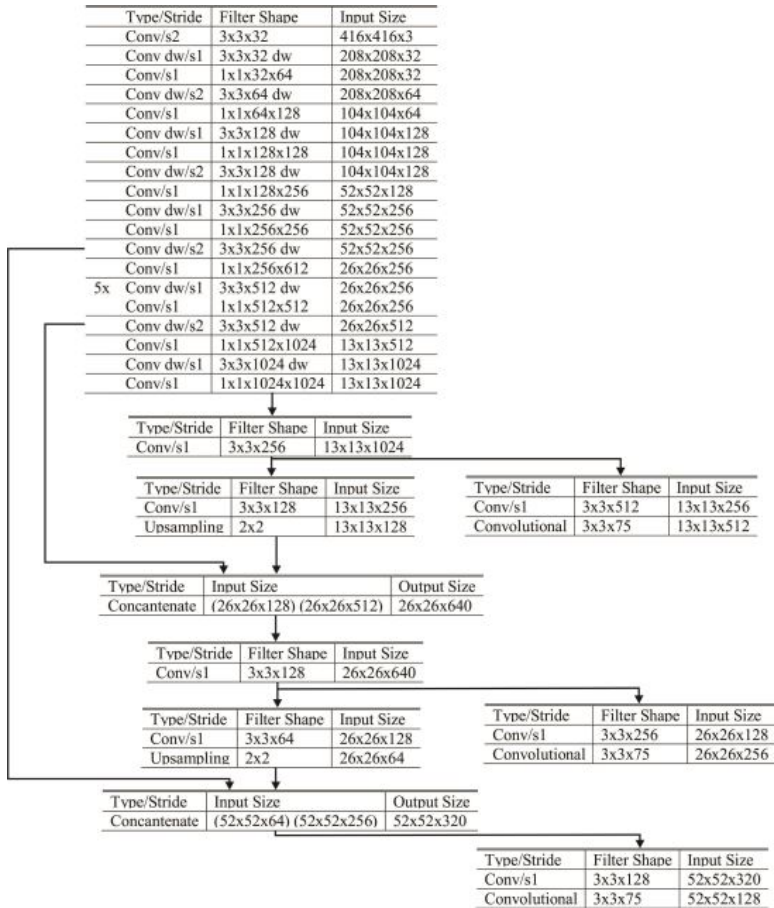 Type/Stride Filter Shape Input Size
Conv/s2 3x3x32 416x416x3
Conv dw/s1 3x3x32 dw 208x208x32
Conv/s1 1x1x32x64 208x208x32
Conv dw/s2 3x3x64 dw 208x208x64
Conv/s1 1x1x64x128 104x104x64
Conv dw/s1 3x3x128 dw 104x104x128
Conv/s1 1x1x128x128 104x104x128
Conv dw/s2 3x3x128 dw 104x104x128
Conv/s1 1x1x128x256 52x52x128
Conv dw/s1 3x3x256 dw 52x52x256
Conv/s1 1x1x256x256 52x52x256
Conv dw/s2 3x3x256 dw 52x52x256
Conv/s1 1x1x256x612 26x26x256
5x Conv dw/s1 3x3x512 dw 26x26x256
Conv/s1 1x1x512x512 26x26x256
Conv dw/s2 3x3x512 dw 26x26x512
Conv/s1 1x1x512x1024 13x13x512
Conv dw/s1 3x3x1024 dw 13x13x1024
Conv/s1 1x1x1024x1024 13x13x1024
Type/Stride Filter Shape Input Size
Conv/s1 3x3x256 13x13x1024
Type/Stride Filter Shape Input Size
Conv/s1 3x3x128 13x13x256
Upsampling 2x2 13x13x128
Type/Stride Filter Shape Input Size
Conv/s1 3x3x512 13x13x256
Convolutional 3x3x75 13x13x512
Type/Stride Input Size Output Size
Concantenate (26x26x128) (26x26x512) 26x26x640
Type/Stride Filter Shape Input Size
Conv/s1 3x3x128 26x26x640
Type/Stride Filter Shape Input Size
Conv/s1 3x3x64 26x26x128
Upsampling 2x2 26x26x64
Type/Stride Filter Shape Input Size
Conv/s1 3x3x256 26x26x128
Convolutional 3x3x75 26x26x256
Type/Stride Input Size Output Size
Concantenate (52x52x64) (52x52x256) 52x52x320
Type/Stride Filter Shape Input Size
Conv/s1 3x3x128 52x52x320
Convolutional 3x3x75 52x52x128